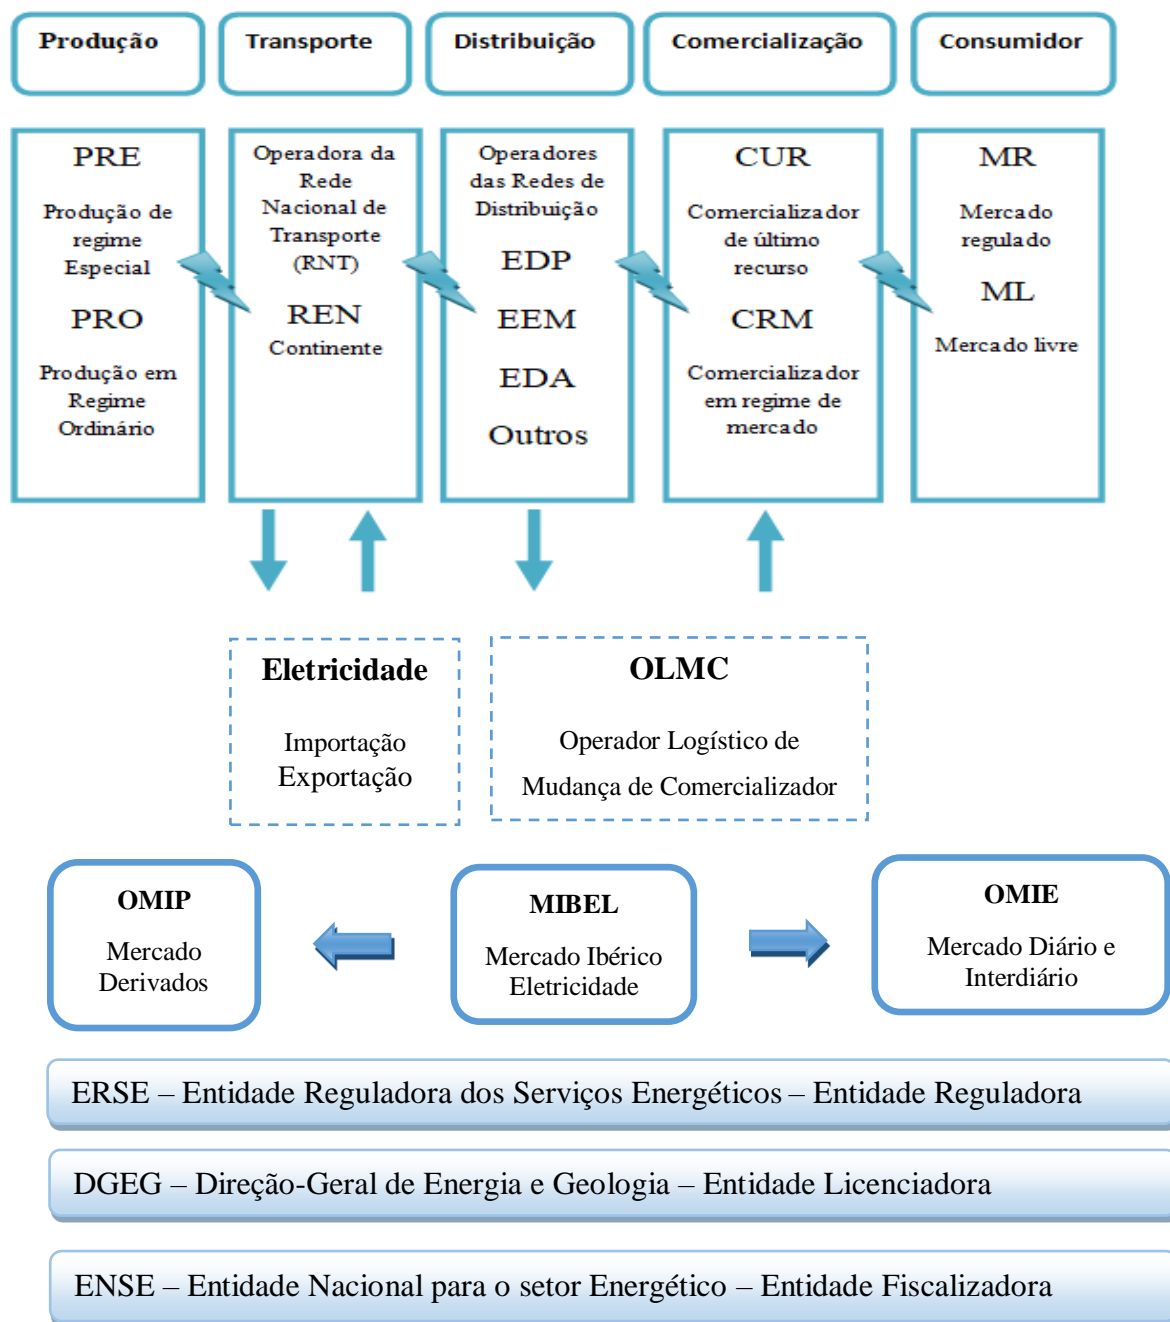 Produção
Transporte
Distribuição
Comercialização
Consumidor
PRE
Produção de
regime
Especial
PRO
Produção em
Regime
Ordinário
Operadora da
Rede
Nacional de
Transporte
(RNT)
REN
Continente
Operadores
das Redes de
Distribuição
EDP
EEM
EDA
Outros
CUR
Comercializador
de último
recurso
CRM
Comercializador
em regime de
mercado
MR
Mercado
regulado
ML
Mercado livre
Eletricidade
Importação
Exportação
OLMC
Operador Logístico de
Mudança de Comercializador
OMIP
Mercado
Derivados
MIBEL
Mercado Ibérico
Eletricidade
OMIE
Mercado Diário e
Interdiário
ERSE – Entidade Reguladora dos Serviços Energéticos – Entidade Reguladora
DGEG – Direção-Geral de Energia e Geologia – Entidade Licenciadora
ENSE – Entidade Nacional para o setor Energético – Entidade Fiscalizadora